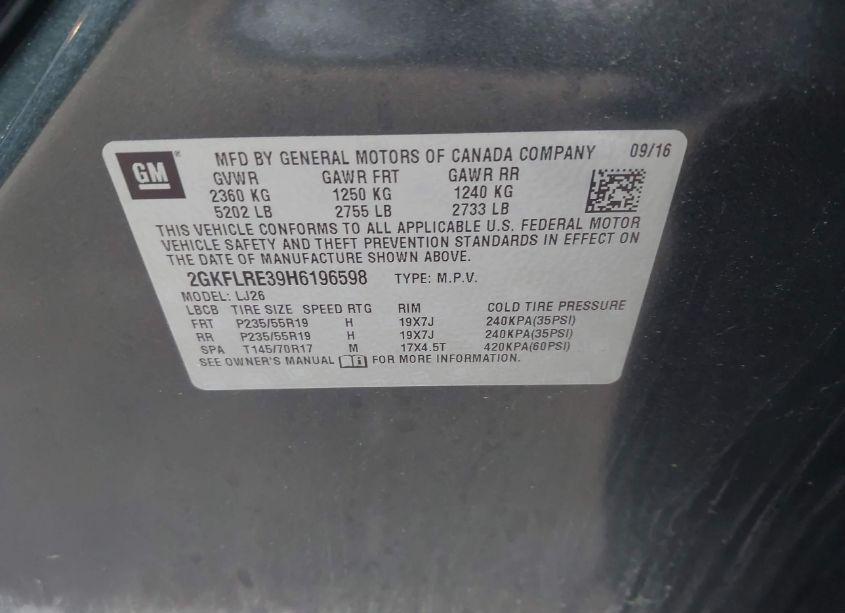 GM MFD BY GENERAL MOTORS OF CANADA COMPANY 09/16
GVWR GAWR FRT GAWR RR
2360 KG 1250 KG 1240 KG
5202 LB 2755 LB 2733 LB
THIS VEHICLE CONFORMS TO ALL APPLICABLE U.S. FEDERAL MOTOR
VEHICLE SAFETY AND THEFT PREVENTION STANDARDS IN EFFECT ON
THE DATE OF MANUFACTURE SHOWN ABOVE.
2GKFLRE39H6196598 TYPE: M.P.V.
MODEL: LJ26
LBCB TIRE SIZE SPEED RTG RIM COLD TIRE PRESSURE
FRT P235/55R19 H 19X7J 240KPA(35PSI)
RR P235/55R19 H 19X7J 240KPA(35PSI)
SPA T145/70R17 M 17X4.5T 420KPA(60PSI)
SEE OWNER'S MANUAL FOR MORE INFORMATION.